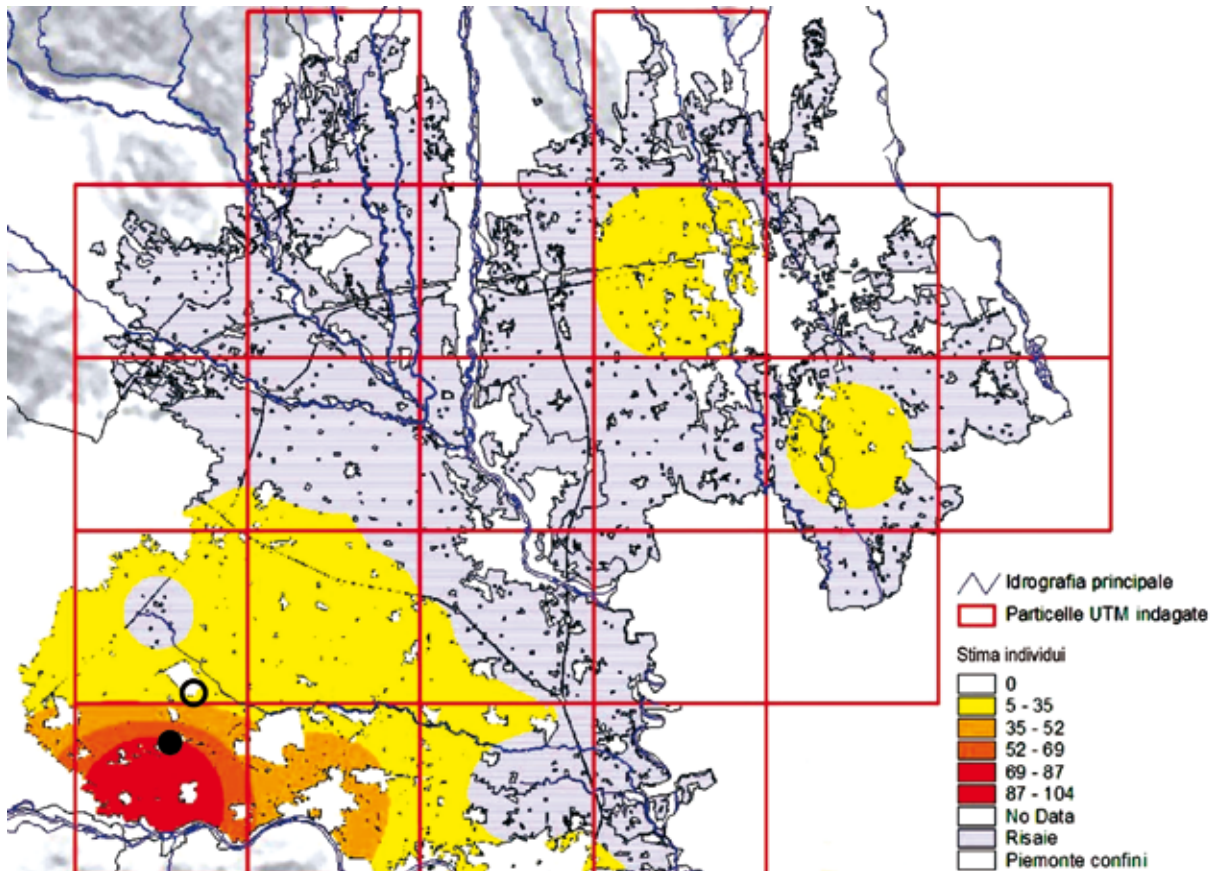 Idrografia principale
Particelle UTM indagate
Stima individui
0
5 - 35
35 - 52
52 - 69
69 - 87
87 - 104
No Data
Risaie
Piemonte confini